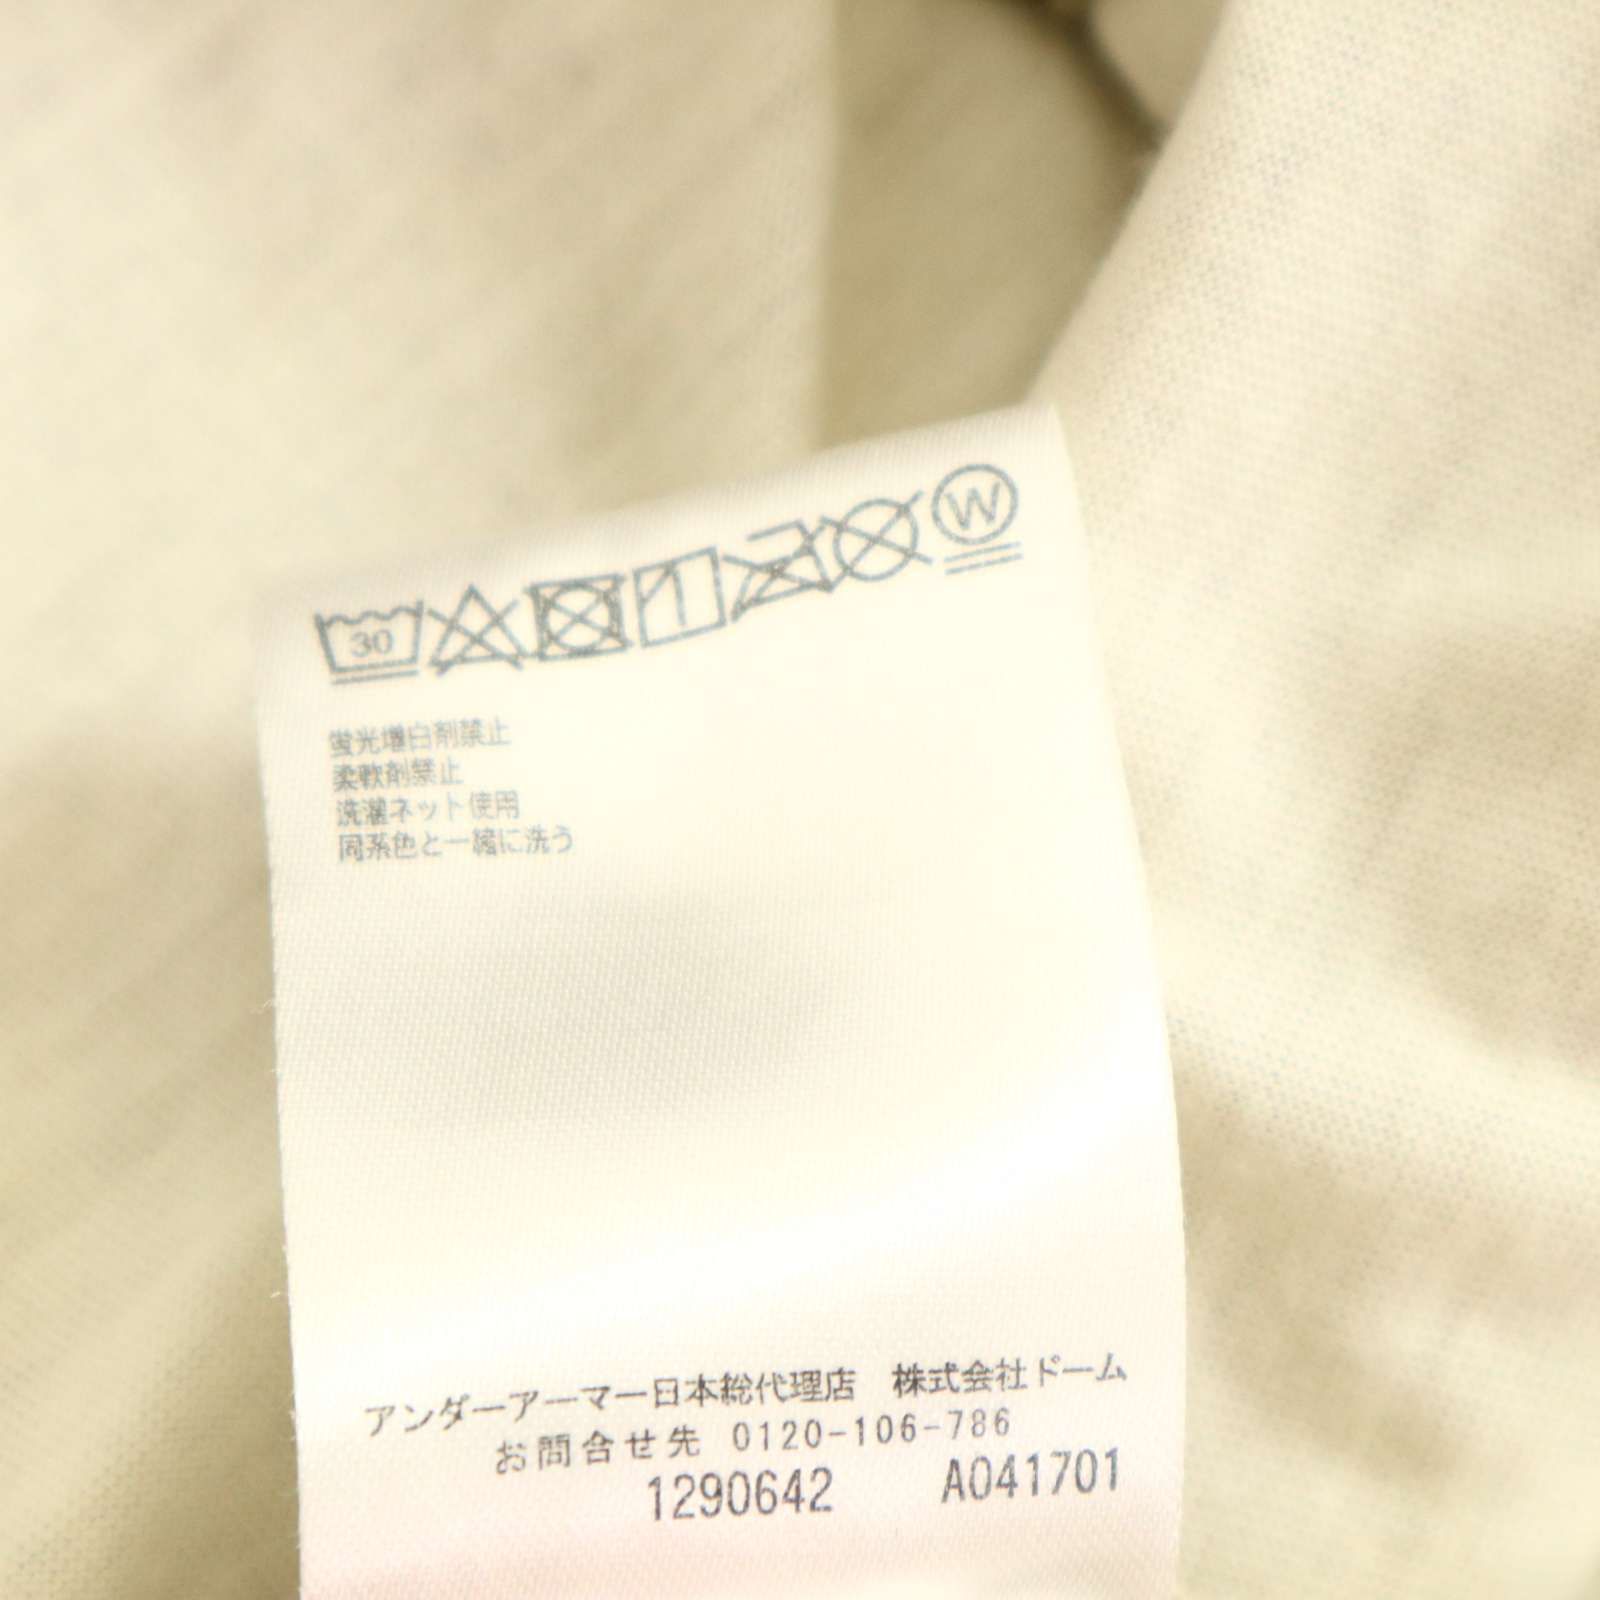 30
W
蛍光増白剤禁止
柔軟剤禁止
洗濯ネット使用
同系色と一緒に洗う
アンダーアーマー日本総代理店 株式会社ドーム
お問合せ先 0120-106-786
1290642 A041701